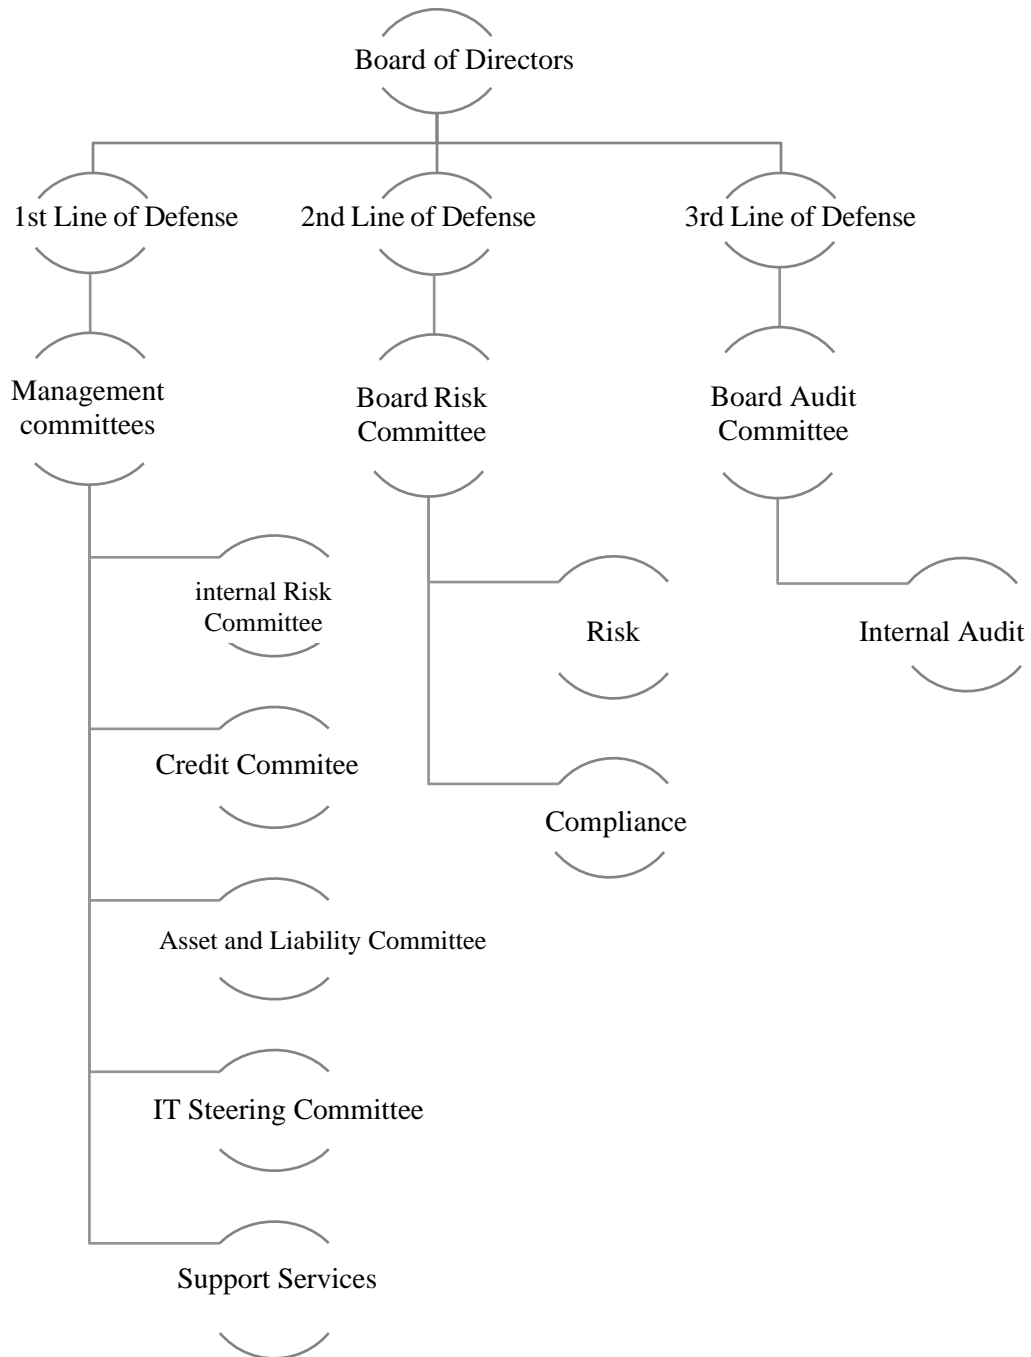 Board of Directors
1st Line of Defense
2nd Line of Defense
3rd Line of Defense
Management
committees
Board Risk
Committee
Board Audit
Committee
internal Risk
Committee
Risk
Internal Audit
Credit Commitee
Compliance
Asset and Liability Committee
IT Steering Committee
Support Services